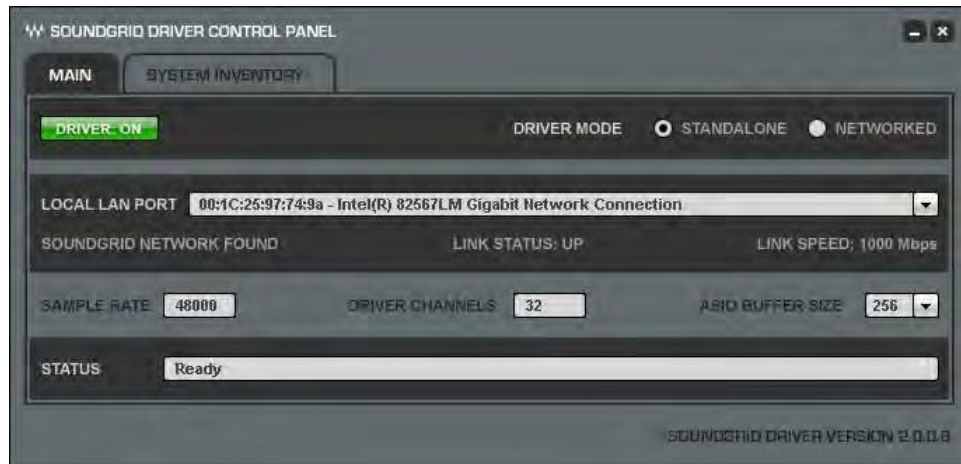 SOUNDGRID DRIVER CONTROL PANEL
MAIN
SYSTEM INVENTORY
DRIVER: ON
DRIVER MODE
STANDALONE
NETWORKED
LOCAL LAN PORT
00:1C:25:97:74:9a - Intel(R) 82567LM Gigabit Network Connection
SOUNDGRID NETWORK FOUND
LINK STATUS: UP
LINK SPEED: 1000 Mbps
SAMPLE RATE
48000
DRIVER CHANNELS
32
ASIO BUFFER SIZE
256
STATUS
Ready
SOUNDGRID DRIVER VERSION 2.0.0.8